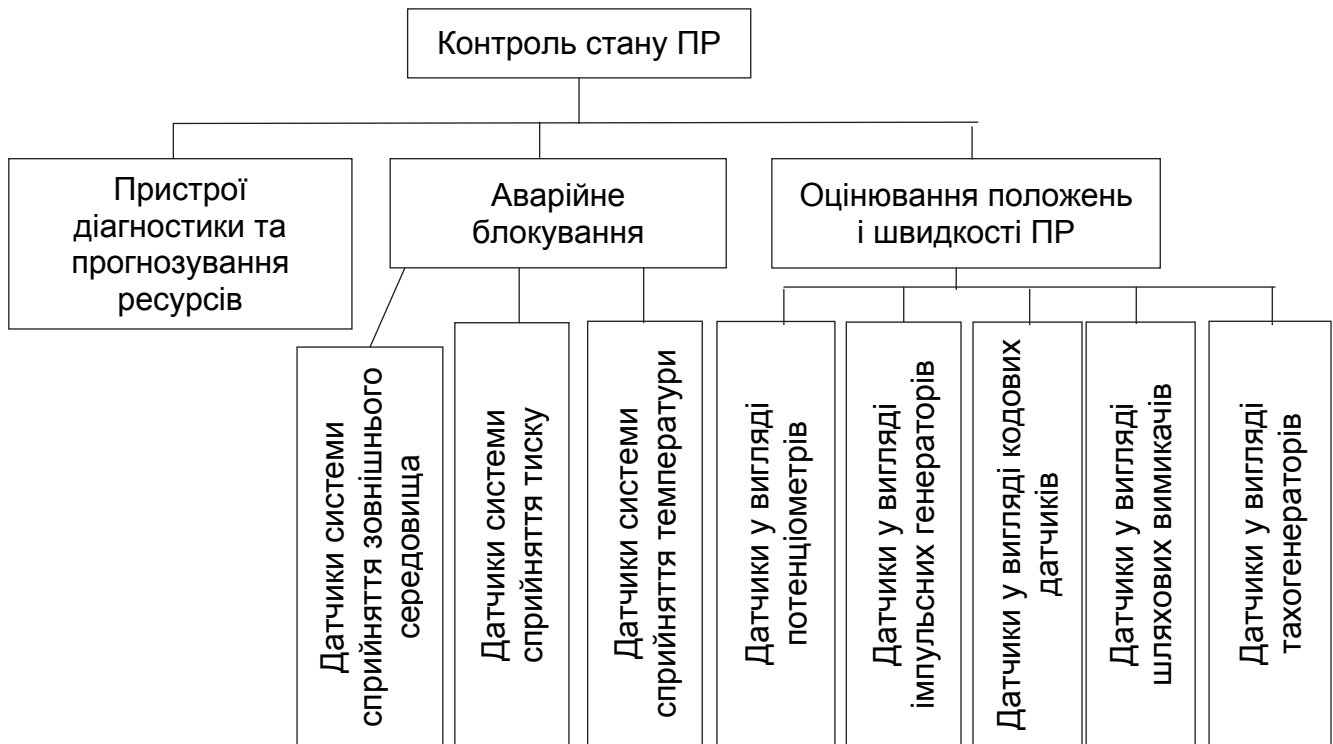 Контроль стану ПР
Пристрої
діагностики та
прогнозування
ресурсів
Аварійне
блокування
Оцінювання положень
і швидкості ПР
Датчики системи
сприйняття зовнішнього
середовища
Датчики системи
сприйняття тиску
Датчики системи
сприйняття температури
Датчики у вигляді
потенціометрів
Датчики у вигляді
імпульсних генераторів
Датчики у вигляді кодових
датчиків
Датчики у вигляді
шляхових вимикачів
Датчики у вигляді
тахогенераторів